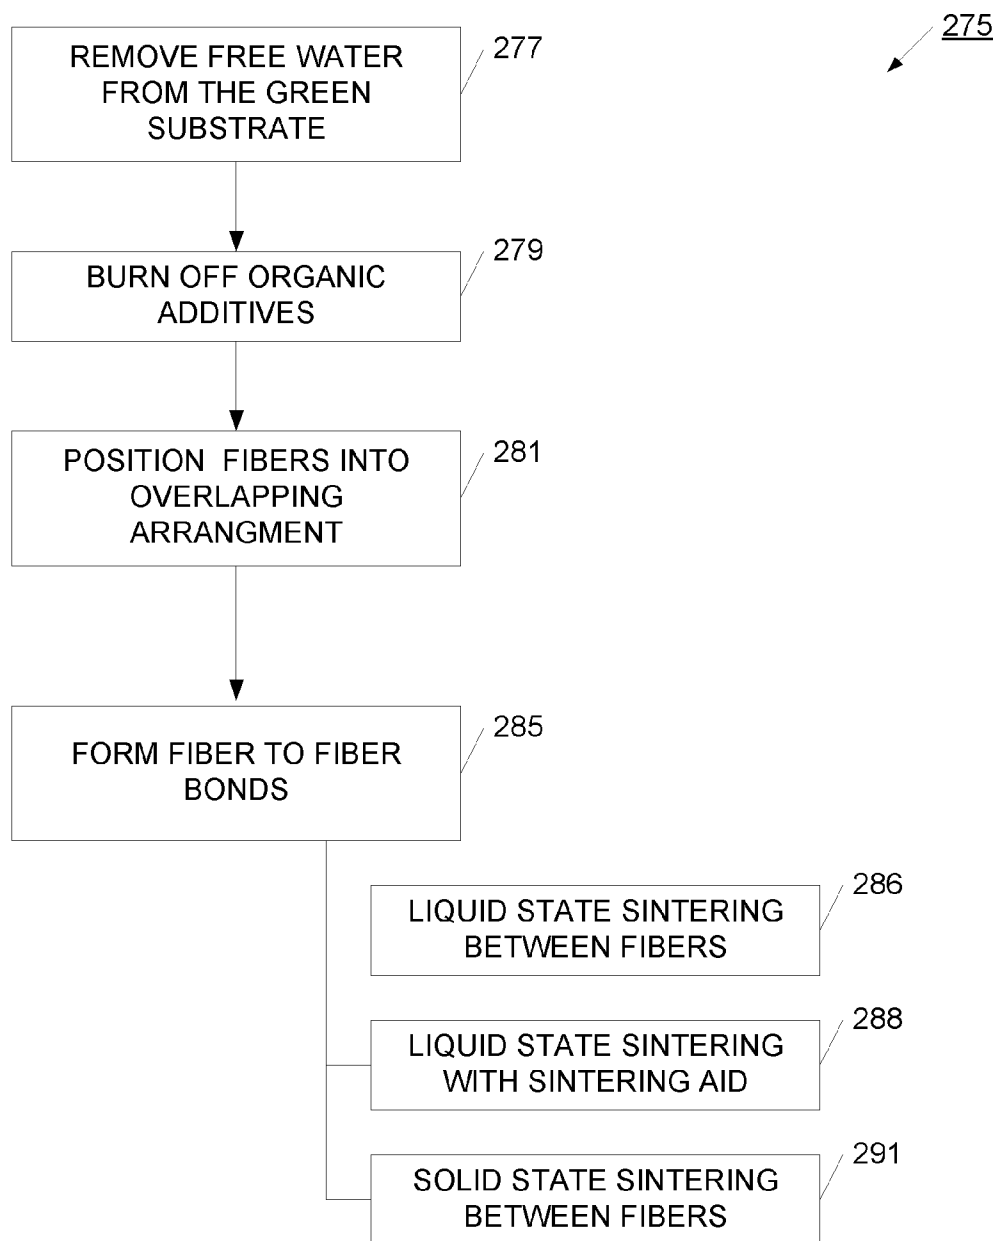 275
REMOVE FREE WATER
FROM THE GREEN
SUBSTRATE
277
BURN OFF ORGANIC
ADDITIVES
279
POSITION FIBERS INTO
OVERLAPPING
ARRANGMENT
281
FORM FIBER TO FIBER
BONDS
285
LIQUID STATE SINTERING
BETWEEN FIBERS
286
LIQUID STATE SINTERING
WITH SINTERING AID
288
SOLID STATE SINTERING
BETWEEN FIBERS
291